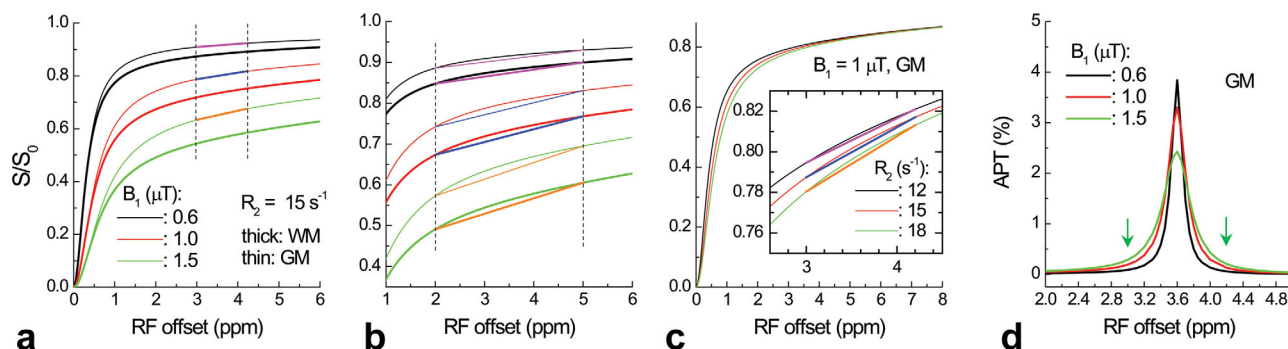 S/S0
1.0
0.8
0.6
0.4
0.2
0.0
B1 (μT):
: 0.6
: 1.0
: 1.5
R2 = 15 s-1
thick: WM
thin: GM
0 1 2 3 4 5 6
RF offset (ppm)
a
1.0
0.9
0.8
0.7
0.6
0.5
0.4
1 2 3 4 5 6
RF offset (ppm)
b
0.8
0.6
0.4
0.2
0.0
B1 = 1 μT, GM
0.82
0.80
0.78
0.76
3 4
R2 (s-1):
: 12
: 15
: 18
0 1 2 3 4 5 6 7 8
RF offset (ppm)
c
APT (%)
5
4
3
2
1
0
B1 (μT):
: 0.6
: 1.0
: 1.5
GM
2.0 2.4 2.8 3.2 3.6 4.0 4.4 4.8
RF offset (ppm)
d